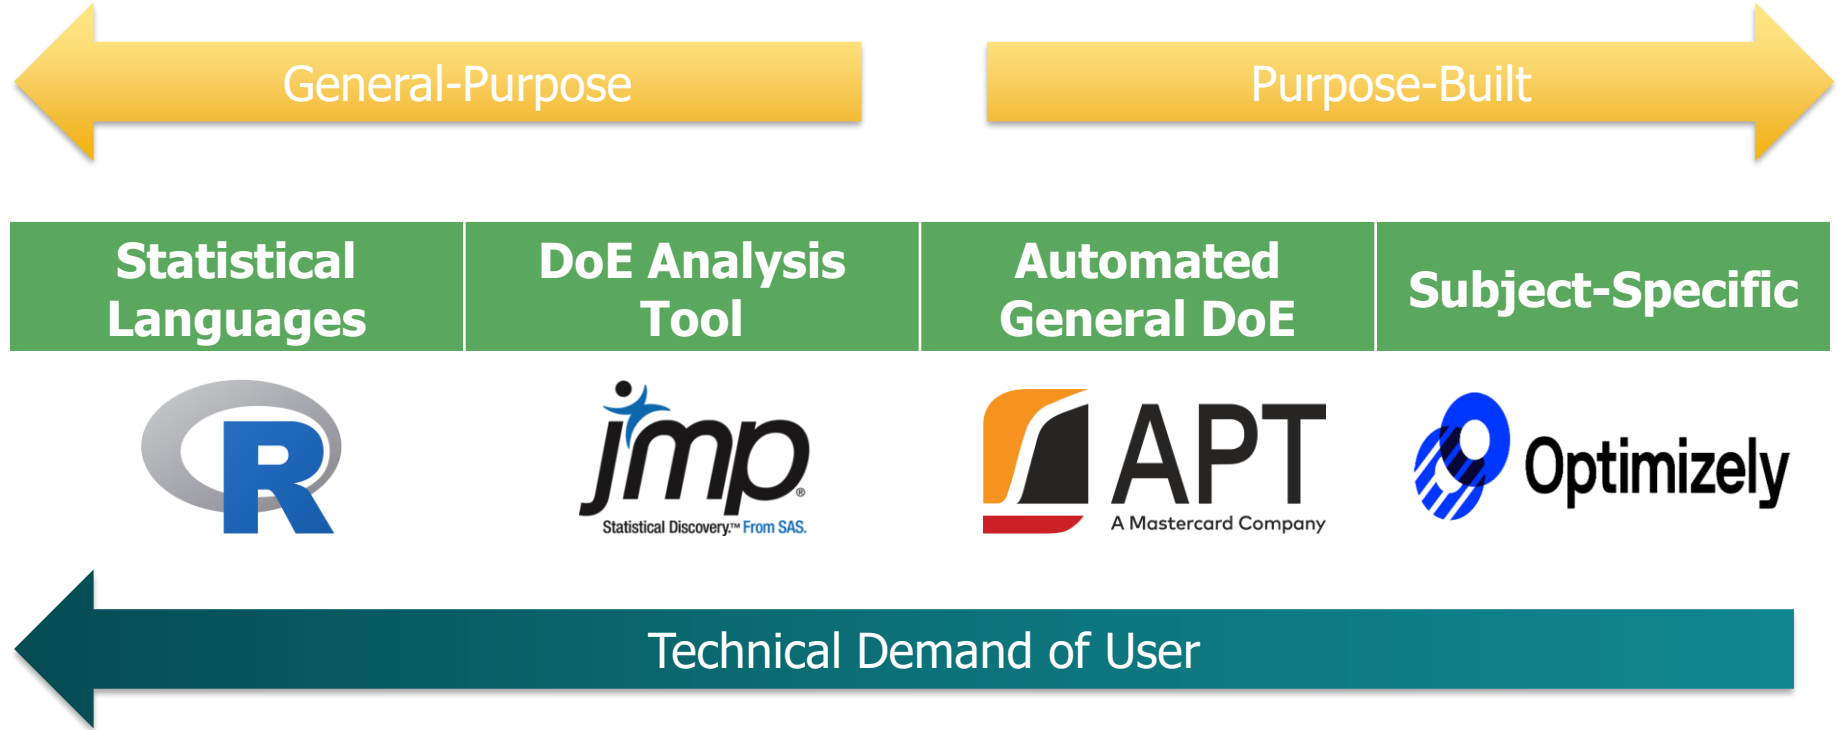 General-Purpose
Purpose-Built
Statistical
Languages
DoE Analysis
Tool
Automated
General DoE
Subject-Specific
R
jmp®
Statistical Discovery.™ From SAS.
APT
A Mastercard Company
Optimizely
Technical Demand of User